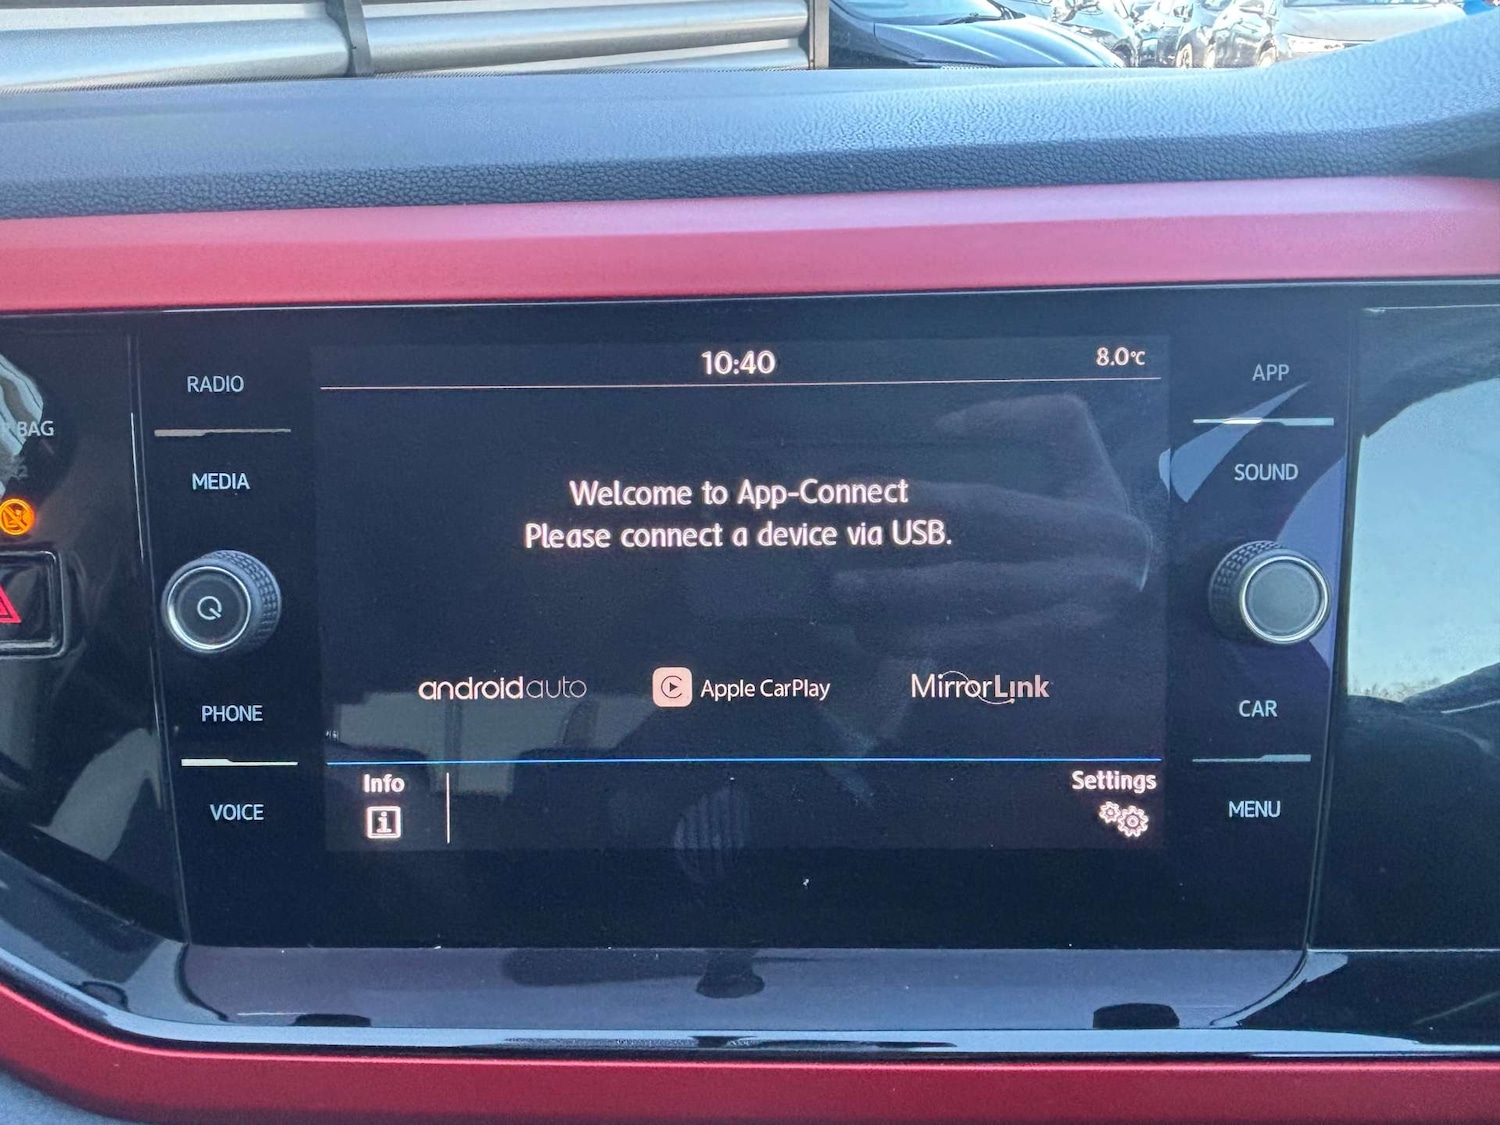 10:40
8.0°C
RADIO
MEDIA
PHONE
VOICE
BAG
Welcome to App-Connect
Please connect a device via USB.
androidauto
Apple CarPlay
MirrorLink
Info
i
Settings
APP
SOUND
CAR
MENU